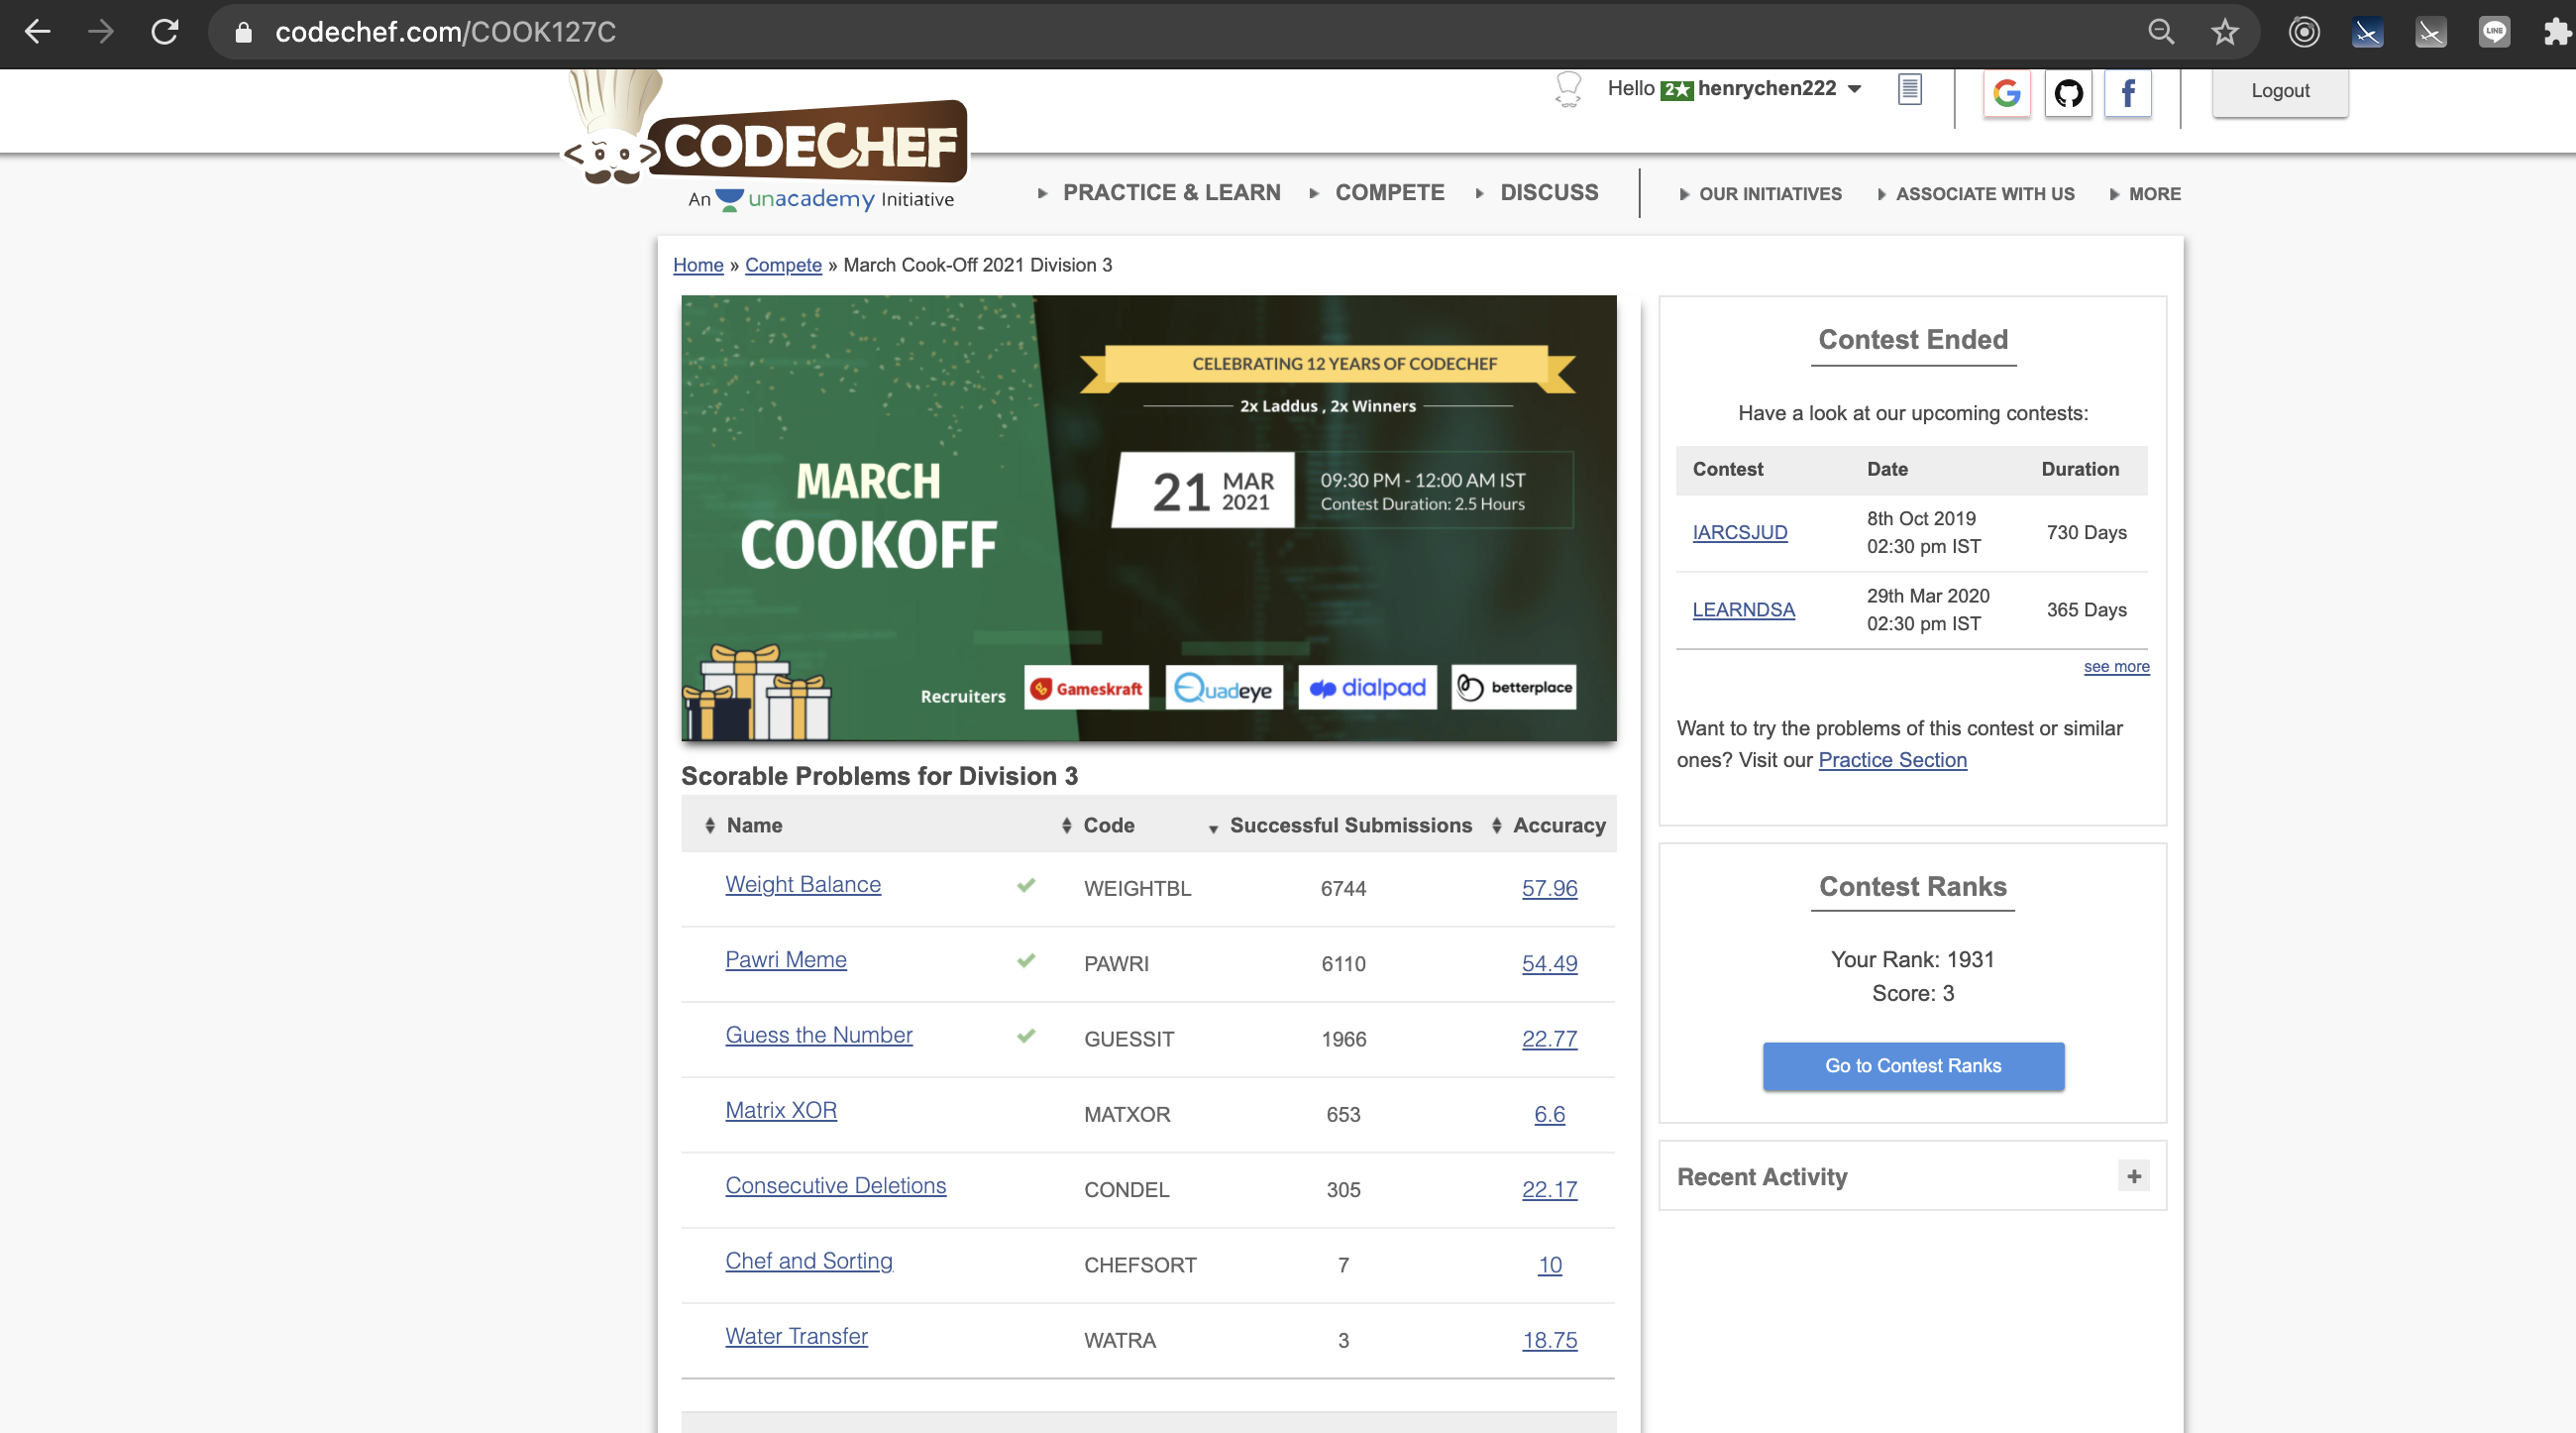 codechef.com/COOK127C
LINE
Hello 2★ henrychen222
Logout
CODECHEF
An unacademy Initiative
PRACTICE & LEARN
COMPETE
DISCUSS
OUR INITIATIVES
ASSOCIATE WITH US
MORE
Home » Compete » March Cook-Off 2021 Division 3
CELEBRATING 12 YEARS OF CODECHEF
2x Laddus , 2x Winners
MARCH
COOKOFF
21 MAR 2021
09:30 PM - 12:00 AM IST
Contest Duration: 2.5 Hours
Recruiters Gameskraft Quadeye dialpad betterplace
Scorable Problems for Division 3
Name Code Successful Submissions Accuracy
Weight Balance WEIGHTBL 6744 57.96
Pawri Meme PAWRI 6110 54.49
Guess the Number GUESSIT 1966 22.77
Matrix XOR MATXOR 653 6.6
Consecutive Deletions CONDEL 305 22.17
Chef and Sorting CHEFSORT 7 10
Water Transfer WATRA 3 18.75
Contest Ended
Have a look at our upcoming contests:
Contest Date Duration
IARCSJUD 8th Oct 2019 02:30 pm IST 730 Days
LEARNDSA 29th Mar 2020 02:30 pm IST 365 Days
see more
Want to try the problems of this contest or similar
ones? Visit our Practice Section
Contest Ranks
Your Rank: 1931
Score: 3
Go to Contest Ranks
Recent Activity +